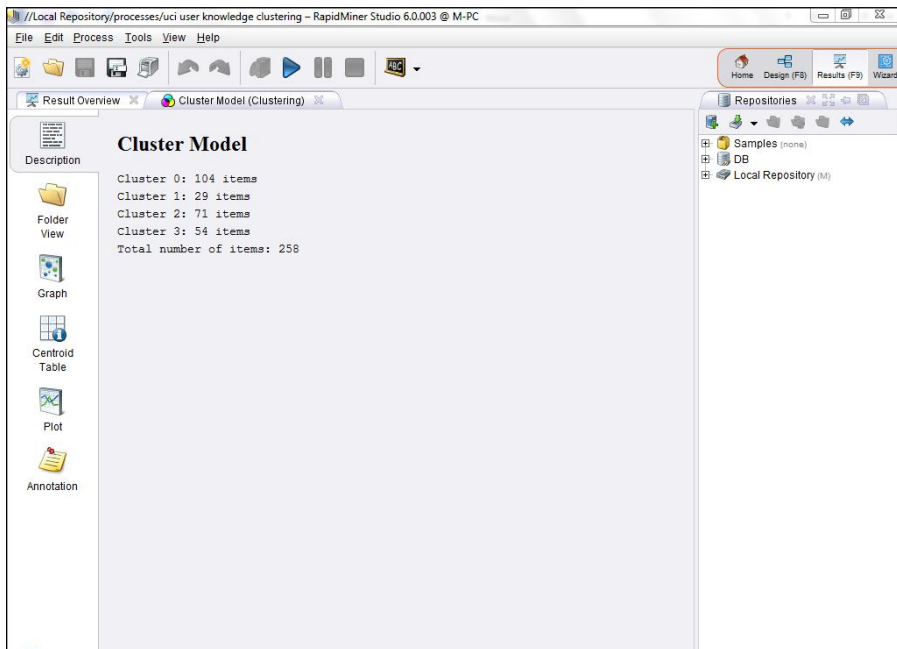 //Local Repository/processes/uci user knowledge clustering – RapidMiner Studio 6.0.003 @ M-PC
File Edit Process Tools View Help
ABC
Home Design (F8) Results (F9) Wizard
Result Overview Cluster Model (Clustering)
Repositories
Description
Folder
View
Graph
Centroid
Table
Plot
Annotation
Cluster Model
Cluster 0: 104 items
Cluster 1: 29 items
Cluster 2: 71 items
Cluster 3: 54 items
Total number of items: 258
Samples (none)
DB
Local Repository (M)